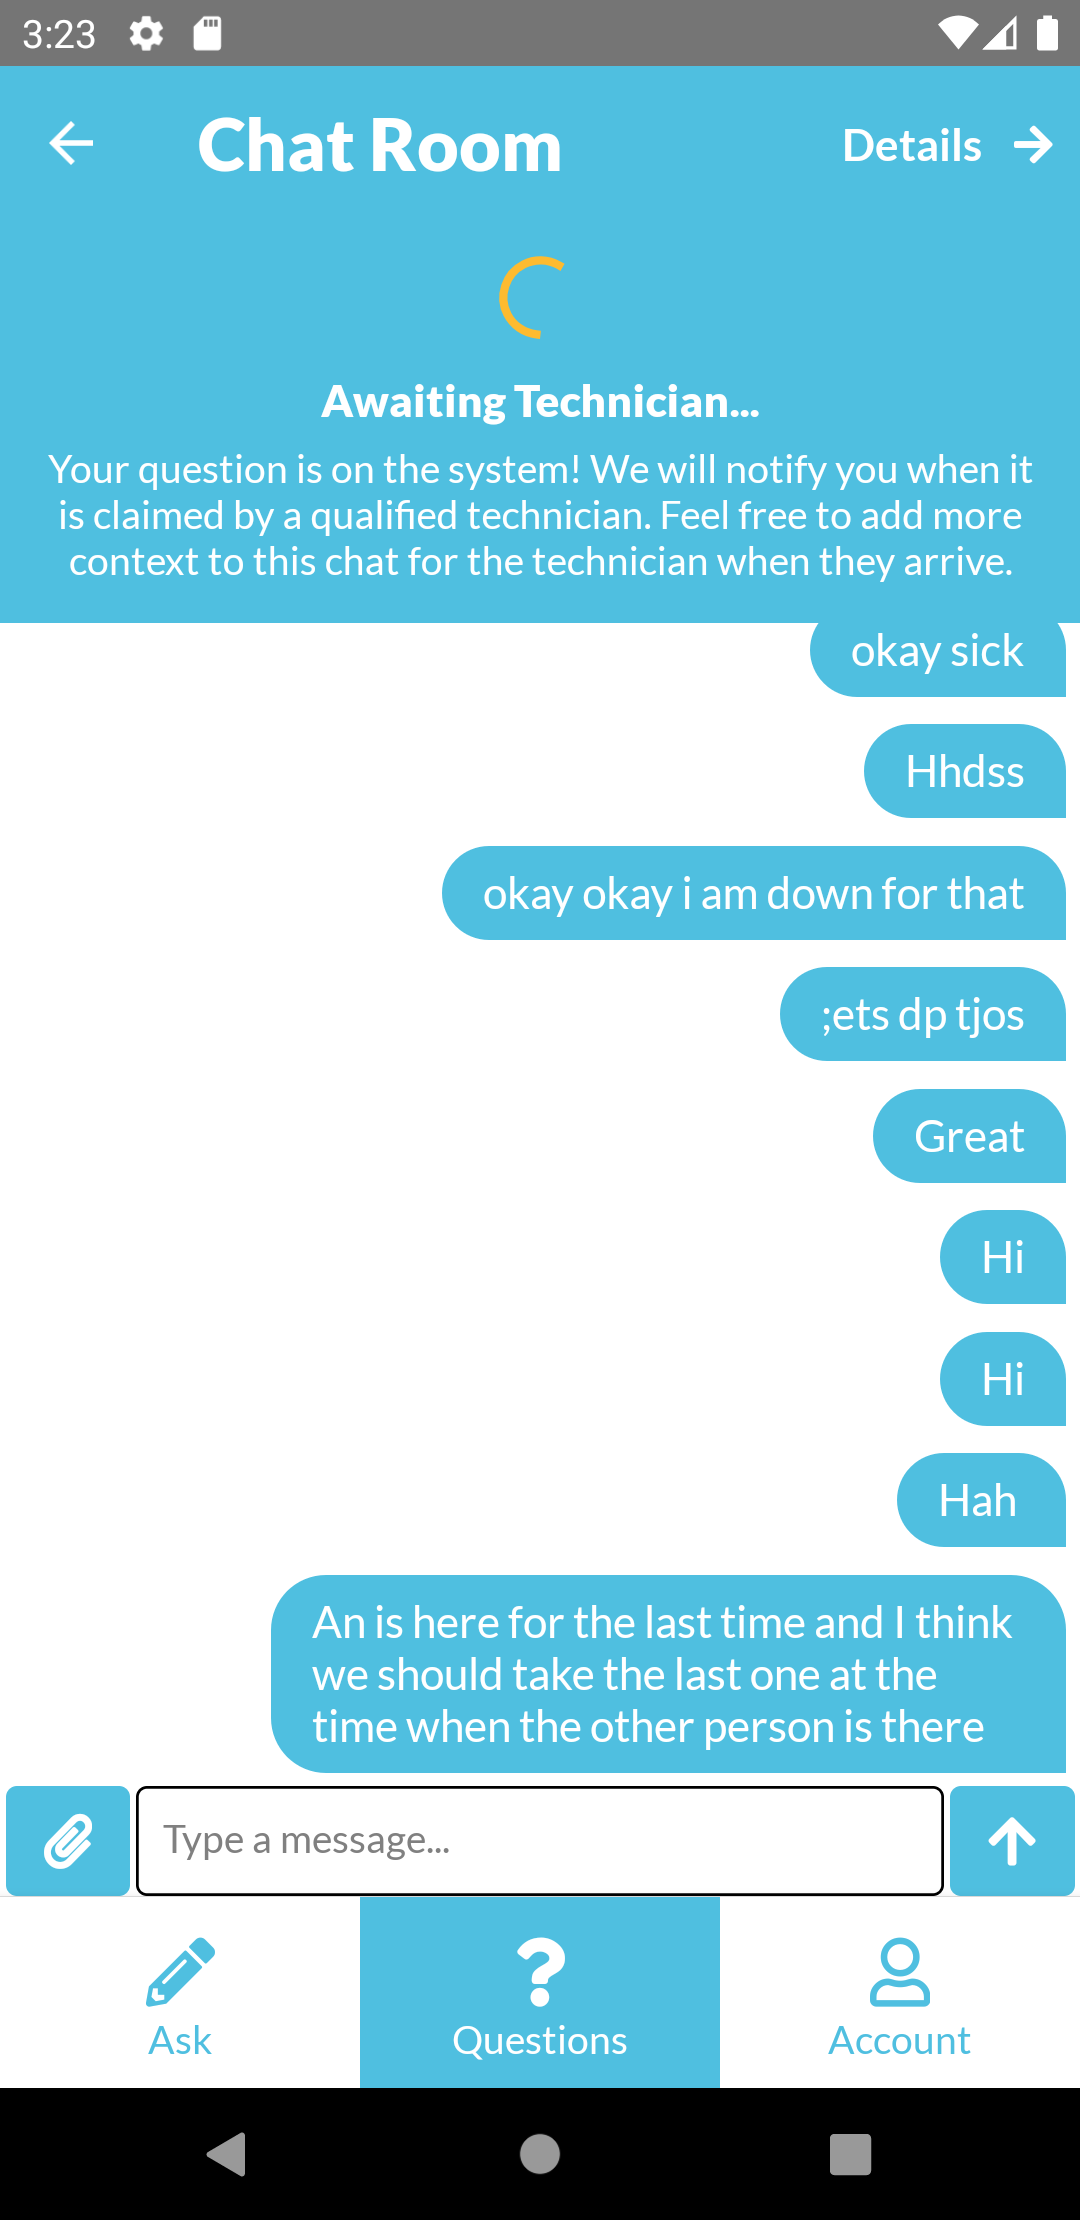 3:23
Chat Room
Details
Awaiting Technician...
Your question is on the system! We will notify you when it
is claimed by a qualified technician. Feel free to add more
context to this chat for the technician when they arrive.
okay sick
Hhdss
okay okay i am down for that
;ets dp tjos
Great
Hi
Hi
Hah
An is here for the last time and I think
we should take the last one at the
time when the other person is there
Type a message...
Ask
Questions
Account